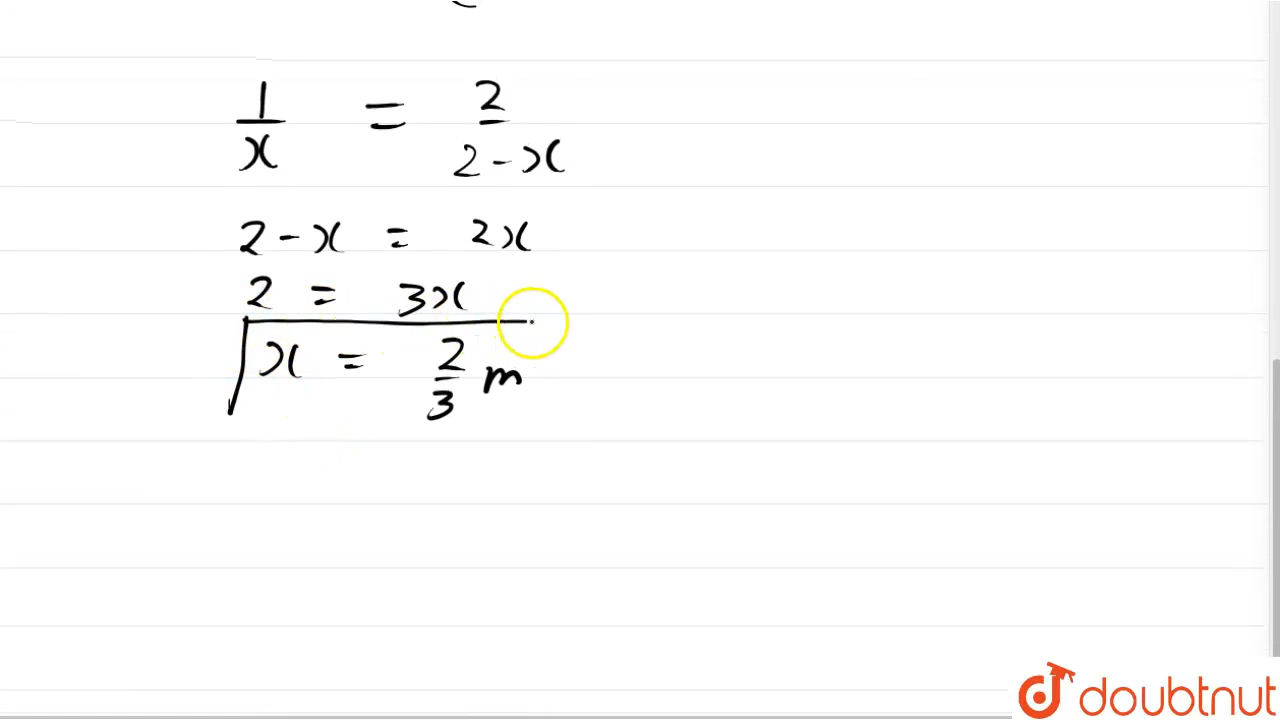 1/x = 2/2-x
2-x = 2x
2 = 3x
x = 2/3 m
doubtnut